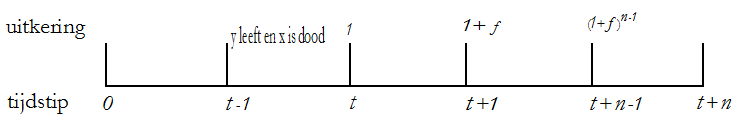 uitkering y leeft en x is dood 1 1+ f (1+f)^{n-1}
tijdstip 0 t-1 t t+1 t+n-1 t+n